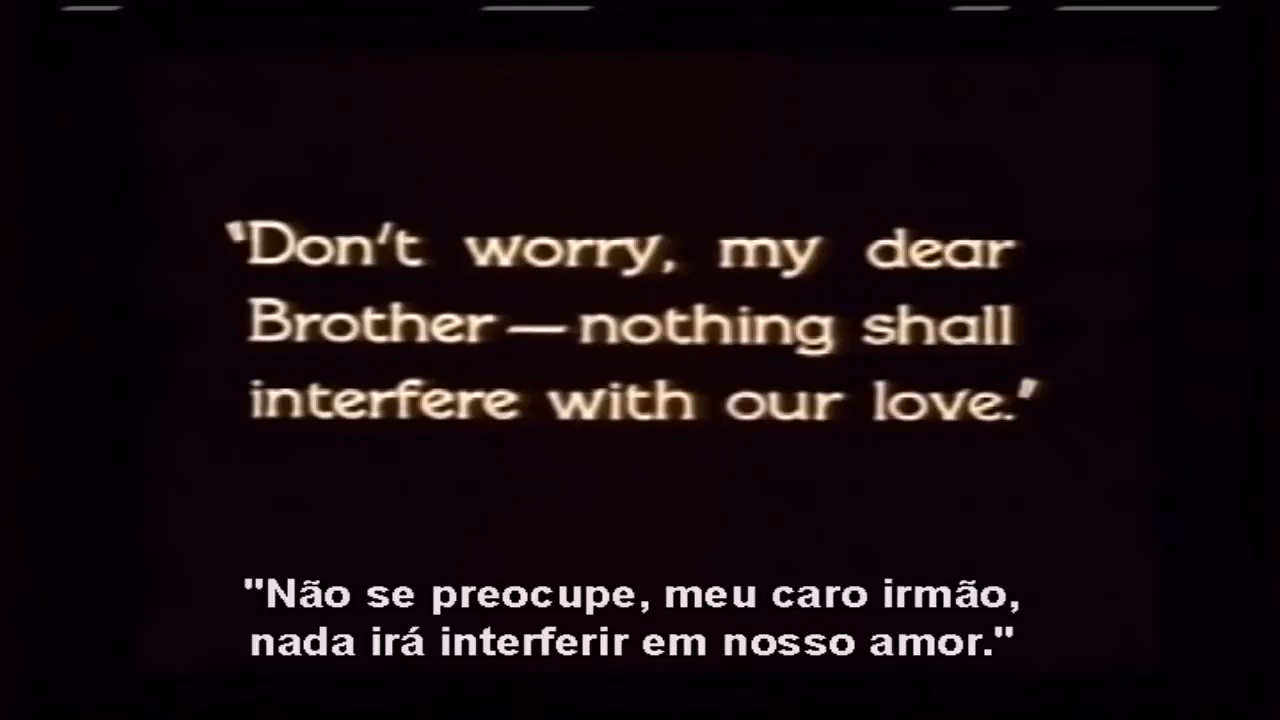 'Don't worry, my dear
Brother—nothing shall
interfere with our love.'
"Não se preocupe, meu caro irmão,
nada irá interferir em nosso amor."